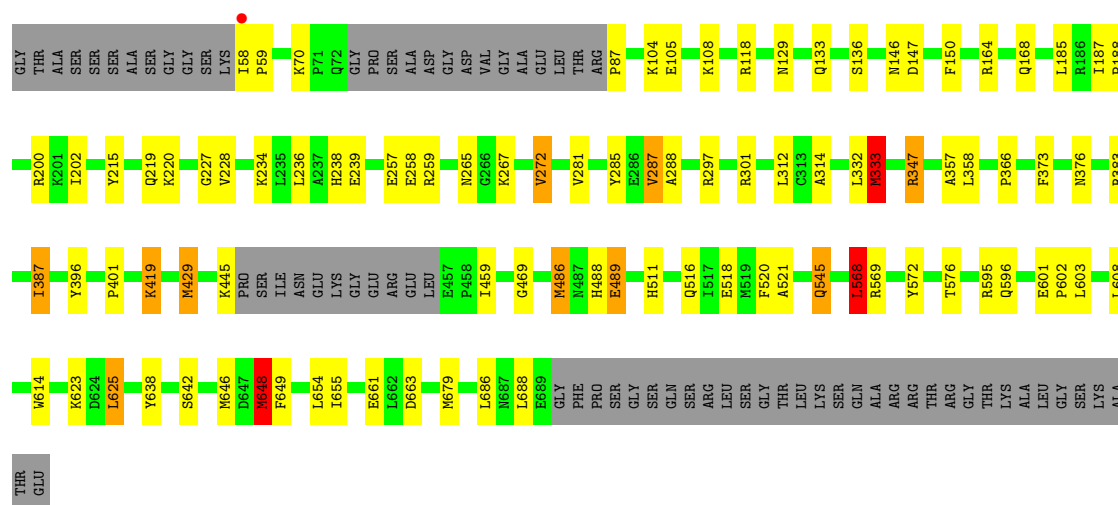 GLY THR ALA SER SER SER ALA SER GLY GLY SER LYS I58 P59 K70 P71 Q72 GLY PRO SER ALA ASP GLY ASP VAL GLY ALA GLU LEU THR ARG P87 K104 E105 K108 R118 N129 Q133 S136 N146 D147 F150 R164 Q168 L185 R186 I187
R200 K201 I202 Y215 Q219 K220 G227 V228 K234 L235 L236 A237 H238 E239 E257 E258 R259 N265 G266 K267 V272 V281 Y285 E286 V287 A288 R297 R301 L312 C313 A314 L332 M333 R347 A357 L358 P366 F373 N376
I387 Y396 P401 K419 M429 K445 PRO SER ILE ASN GLU LYS GLY GLU ARG GLU LEU E457 P458 I459 G469 M486 N487 H488 E489 H511 Q516 I517 E518 M519 F520 A521 Q545 L568 R569 Y572 T576 R595 Q596 E601 P602 L603
W614 K623 D624 L625 Y638 S642 M646 D647 M648 F649 L654 I655 E661 L662 D663 M679 L686 N687 L688 E689 GLY PHE PRO SER GLY SER GLN SER ARG LEU SER GLY THR LEU LYS SER GLN ALA ARG ARG THR ARG GLY THR LYS ALA LEU GLY SER LYS ALA
THR GLU